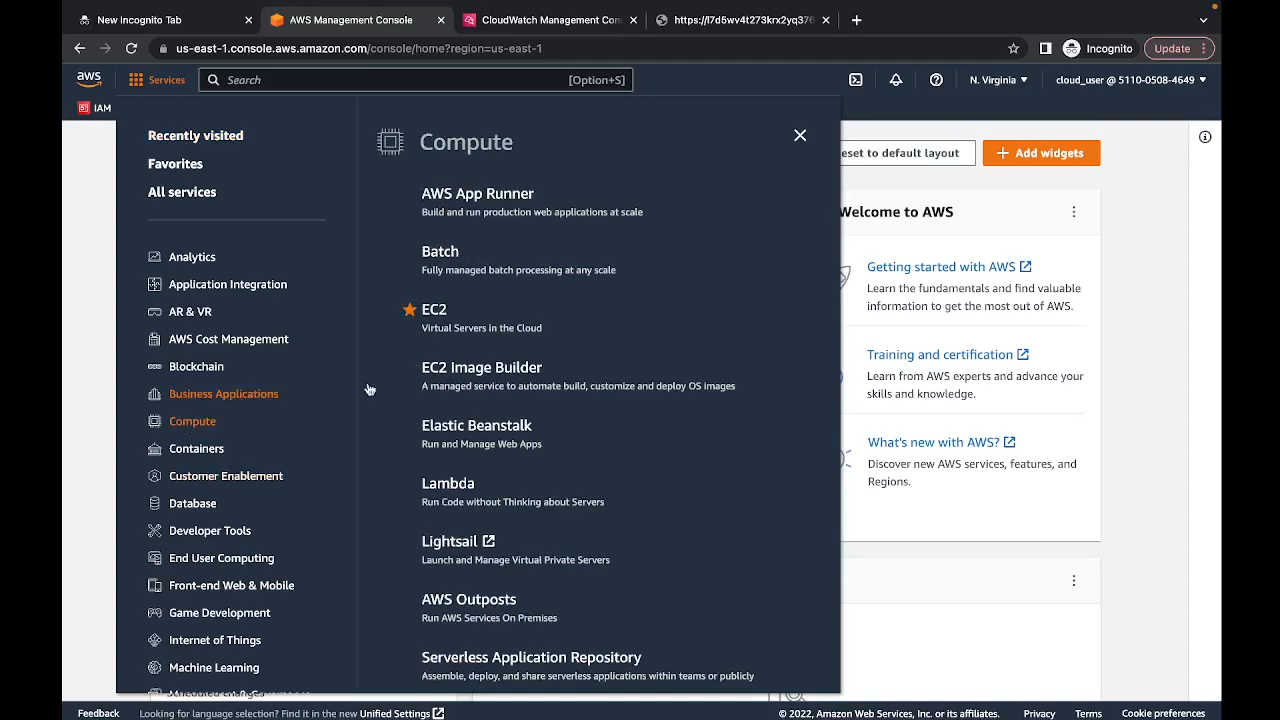 New Incognito Tab
AWS Management Console
CloudWatch Management Con
https://l7d5wv4t273krx2yq376
us-east-1.console.aws.amazon.com/console/home?region=us-east-1
Incognito
Update
aws
Services
Search
[Option+S]
N. Virginia
cloud_user @ 5110-0508-4649
IAM
Recently visited
Favorites
All services
Analytics
Application Integration
AR & VR
AWS Cost Management
Blockchain
Business Applications
Compute
Containers
Customer Enablement
Database
Developer Tools
End User Computing
Front-end Web & Mobile
Game Development
Internet of Things
Machine Learning
Compute
AWS App Runner
Build and run production web applications at scale
Batch
Fully managed batch processing at any scale
EC2
Virtual Servers in the Cloud
EC2 Image Builder
A managed service to automate build, customize and deploy OS images
Elastic Beanstalk
Run and Manage Web Apps
Lambda
Run Code without Thinking about Servers
Lightsail
Launch and Manage Virtual Private Servers
AWS Outposts
Run AWS Services On Premises
Serverless Application Repository
Assemble, deploy, and share serverless applications within teams or publicly
eset to default layout
+ Add widgets
Welcome to AWS
Getting started with AWS
Learn the fundamentals and find valuable
information to get the most out of AWS.
Training and certification
Learn from AWS experts and advance your
skills and knowledge.
What's new with AWS?
Discover new AWS services, features, and
Regions.
Feedback
Looking for language selection? Find it in the new Unified Settings
© 2022, Amazon Web Services, Inc. or its affiliates.
Privacy
Terms
Cookie preferences